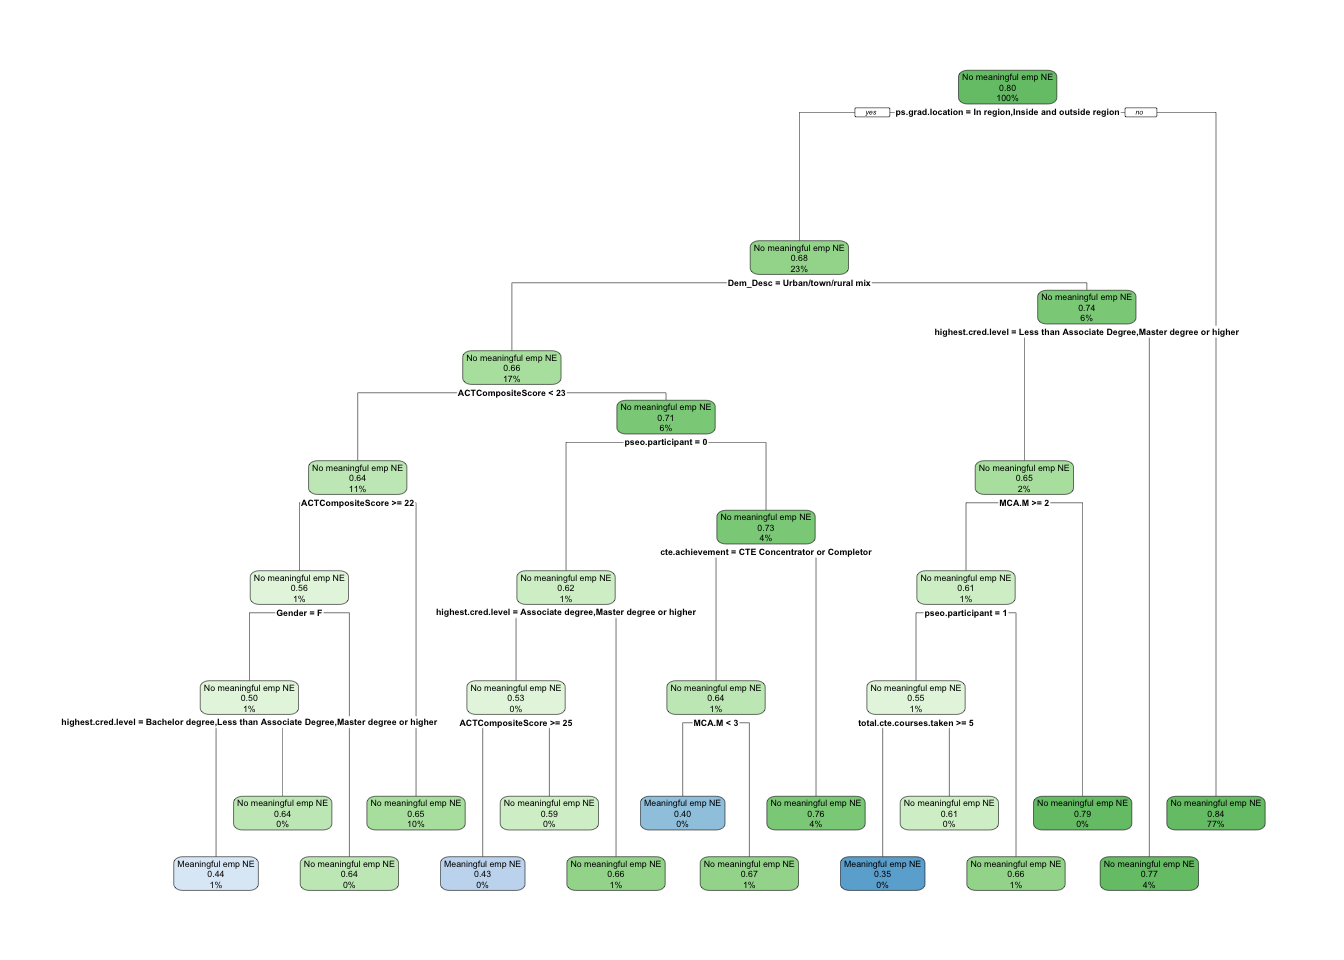 No meaningful emp NE
0.80
100%
yes
ps.grad.location = In region,Inside and outside region
no
No meaningful emp NE
0.68
23%
Dem_Desc = Urban/town/rural mix
No meaningful emp NE
0.74
6%
highest.cred.level = Less than Associate Degree,Master degree or higher
No meaningful emp NE
0.66
17%
ACTCompositeScore < 23
No meaningful emp NE
0.71
6%
pseo.participant = 0
No meaningful emp NE
0.64
11%
ACTCompositeScore >= 22
No meaningful emp NE
0.65
2%
MCA.M >= 2
No meaningful emp NE
0.73
4%
cte.achievement = CTE Concentrator or Completor
No meaningful emp NE
0.56
1%
Gender = F
No meaningful emp NE
0.62
1%
highest.cred.level = Associate degree,Master degree or higher
No meaningful emp NE
0.61
1%
pseo.participant = 1
No meaningful emp NE
0.50
1%
highest.cred.level = Bachelor degree,Less than Associate Degree,Master degree or higher
No meaningful emp NE
0.53
0%
ACTCompositeScore >= 25
No meaningful emp NE
0.64
1%
MCA.M < 3
No meaningful emp NE
0.55
1%
total.cte.courses.taken >= 5
No meaningful emp NE
0.64
0%
No meaningful emp NE
0.65
10%
No meaningful emp NE
0.59
0%
Meaningful emp NE
0.40
0%
No meaningful emp NE
0.76
4%
No meaningful emp NE
0.61
0%
No meaningful emp NE
0.79
0%
No meaningful emp NE
0.84
77%
Meaningful emp NE
0.44
1%
No meaningful emp NE
0.64
0%
Meaningful emp NE
0.43
0%
No meaningful emp NE
0.66
1%
No meaningful emp NE
0.67
1%
Meaningful emp NE
0.35
0%
No meaningful emp NE
0.66
1%
No meaningful emp NE
0.77
4%